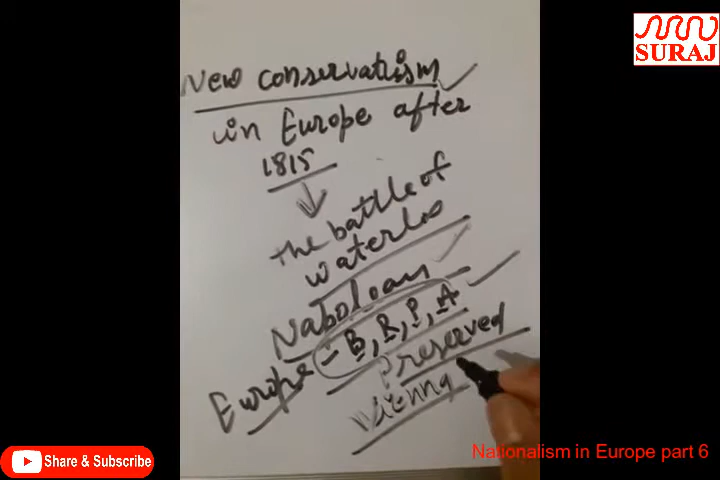 SURAJ
New conservatism
in Europe after
1815
The battle of
waterloo
Naboloan
Europe - B, R, P, A
Preserved
Vienna
Nationalism in Europe part 6
Share & Subscribe